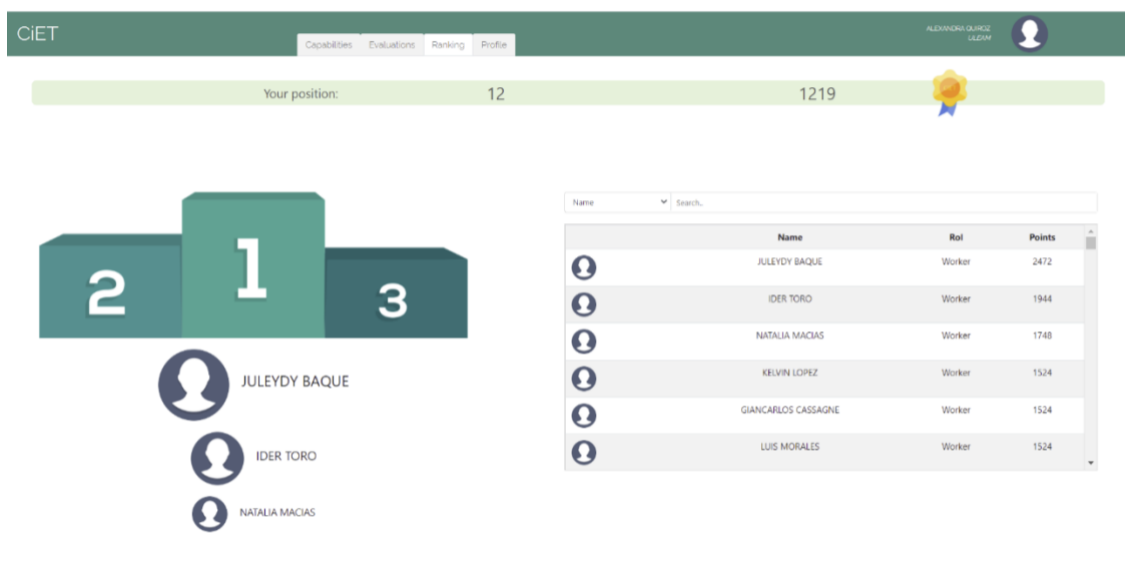 CiET
ALEXANDRA QUIROZ
Capabilities Evaluations Ranking Profile
Your position: 12 1219
2 1 3
JULEYDY BAQUE
IDER TORO
NATALIA MACIAS
Name Search..
Name Rol Points
JULEYDY BAQUE Worker 2472
IDER TORO Worker 1944
NATALIA MACIAS Worker 1748
KELVIN LOPEZ Worker 1524
GIANCARLOS CASSAGNE Worker 1524
LUIS MORALES Worker 1524